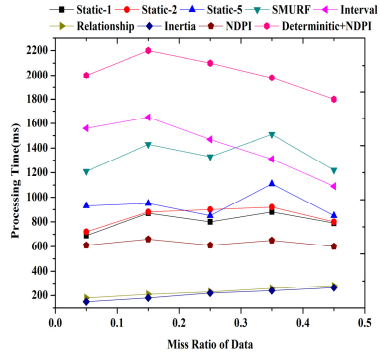 Static-1 Static-2 Static-5 SMURF Interval
Relationship Inertia NDPI Determinitic+NDPI
2200
2000
1800
1600
1400
1200
1000
800
600
400
200
Processing Time(ms)
0.0 0.1 0.2 0.3 0.4 0.5
Miss Ratio of Data